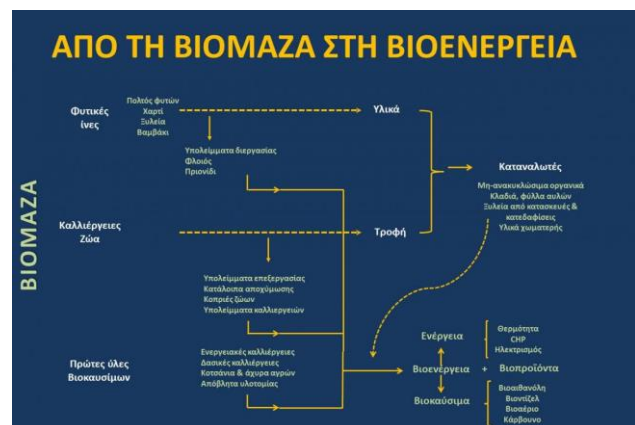 ΑΠΟ ΤΗ ΒΙΟΜΑΖΑ ΣΤΗ ΒΙΟΕΝΕΡΓΕΙΑ
ΒΙΟΜΑΖΑ
Φυτικές
ίνες
Πολτός φυτών
Χαρτί
Ξυλεία
Βαμβάκι
Υλικά
Υπολείμματα διεργασίας
Φλοιός
Πριονίδι
Καταναλωτές
Μη-ανακυκλώσιμα οργανικά
Κλαδιά, φύλλα αυλών
Ξυλεία από κατασκευές &
κατεδαφίσεις
Υλικά χωματερής
Καλλιέργειες
Ζώα
Τροφή
Υπολείμματα επεξεργασίας
Κατάλοιπα αποχύμωσης
Κοπριές ζώων
Υπολείμματα καλλιεργειών
Πρώτες ύλες
Βιοκαυσίμων
Ενεργειακές καλλιέργειες
Δασικές καλλιέργειες
Κοτσάνια & άχυρα αγρών
Απόβλητα υλοτομίας
Ενέργεια
Θερμότητα
CHP
Ηλεκτρισμός
Βιοενέργεια + Βιοπροϊόντα
Βιοκαύσιμα
Βιοαιθανόλη
Βιοντίζελ
Βιοαέριο
Κάρβουνο